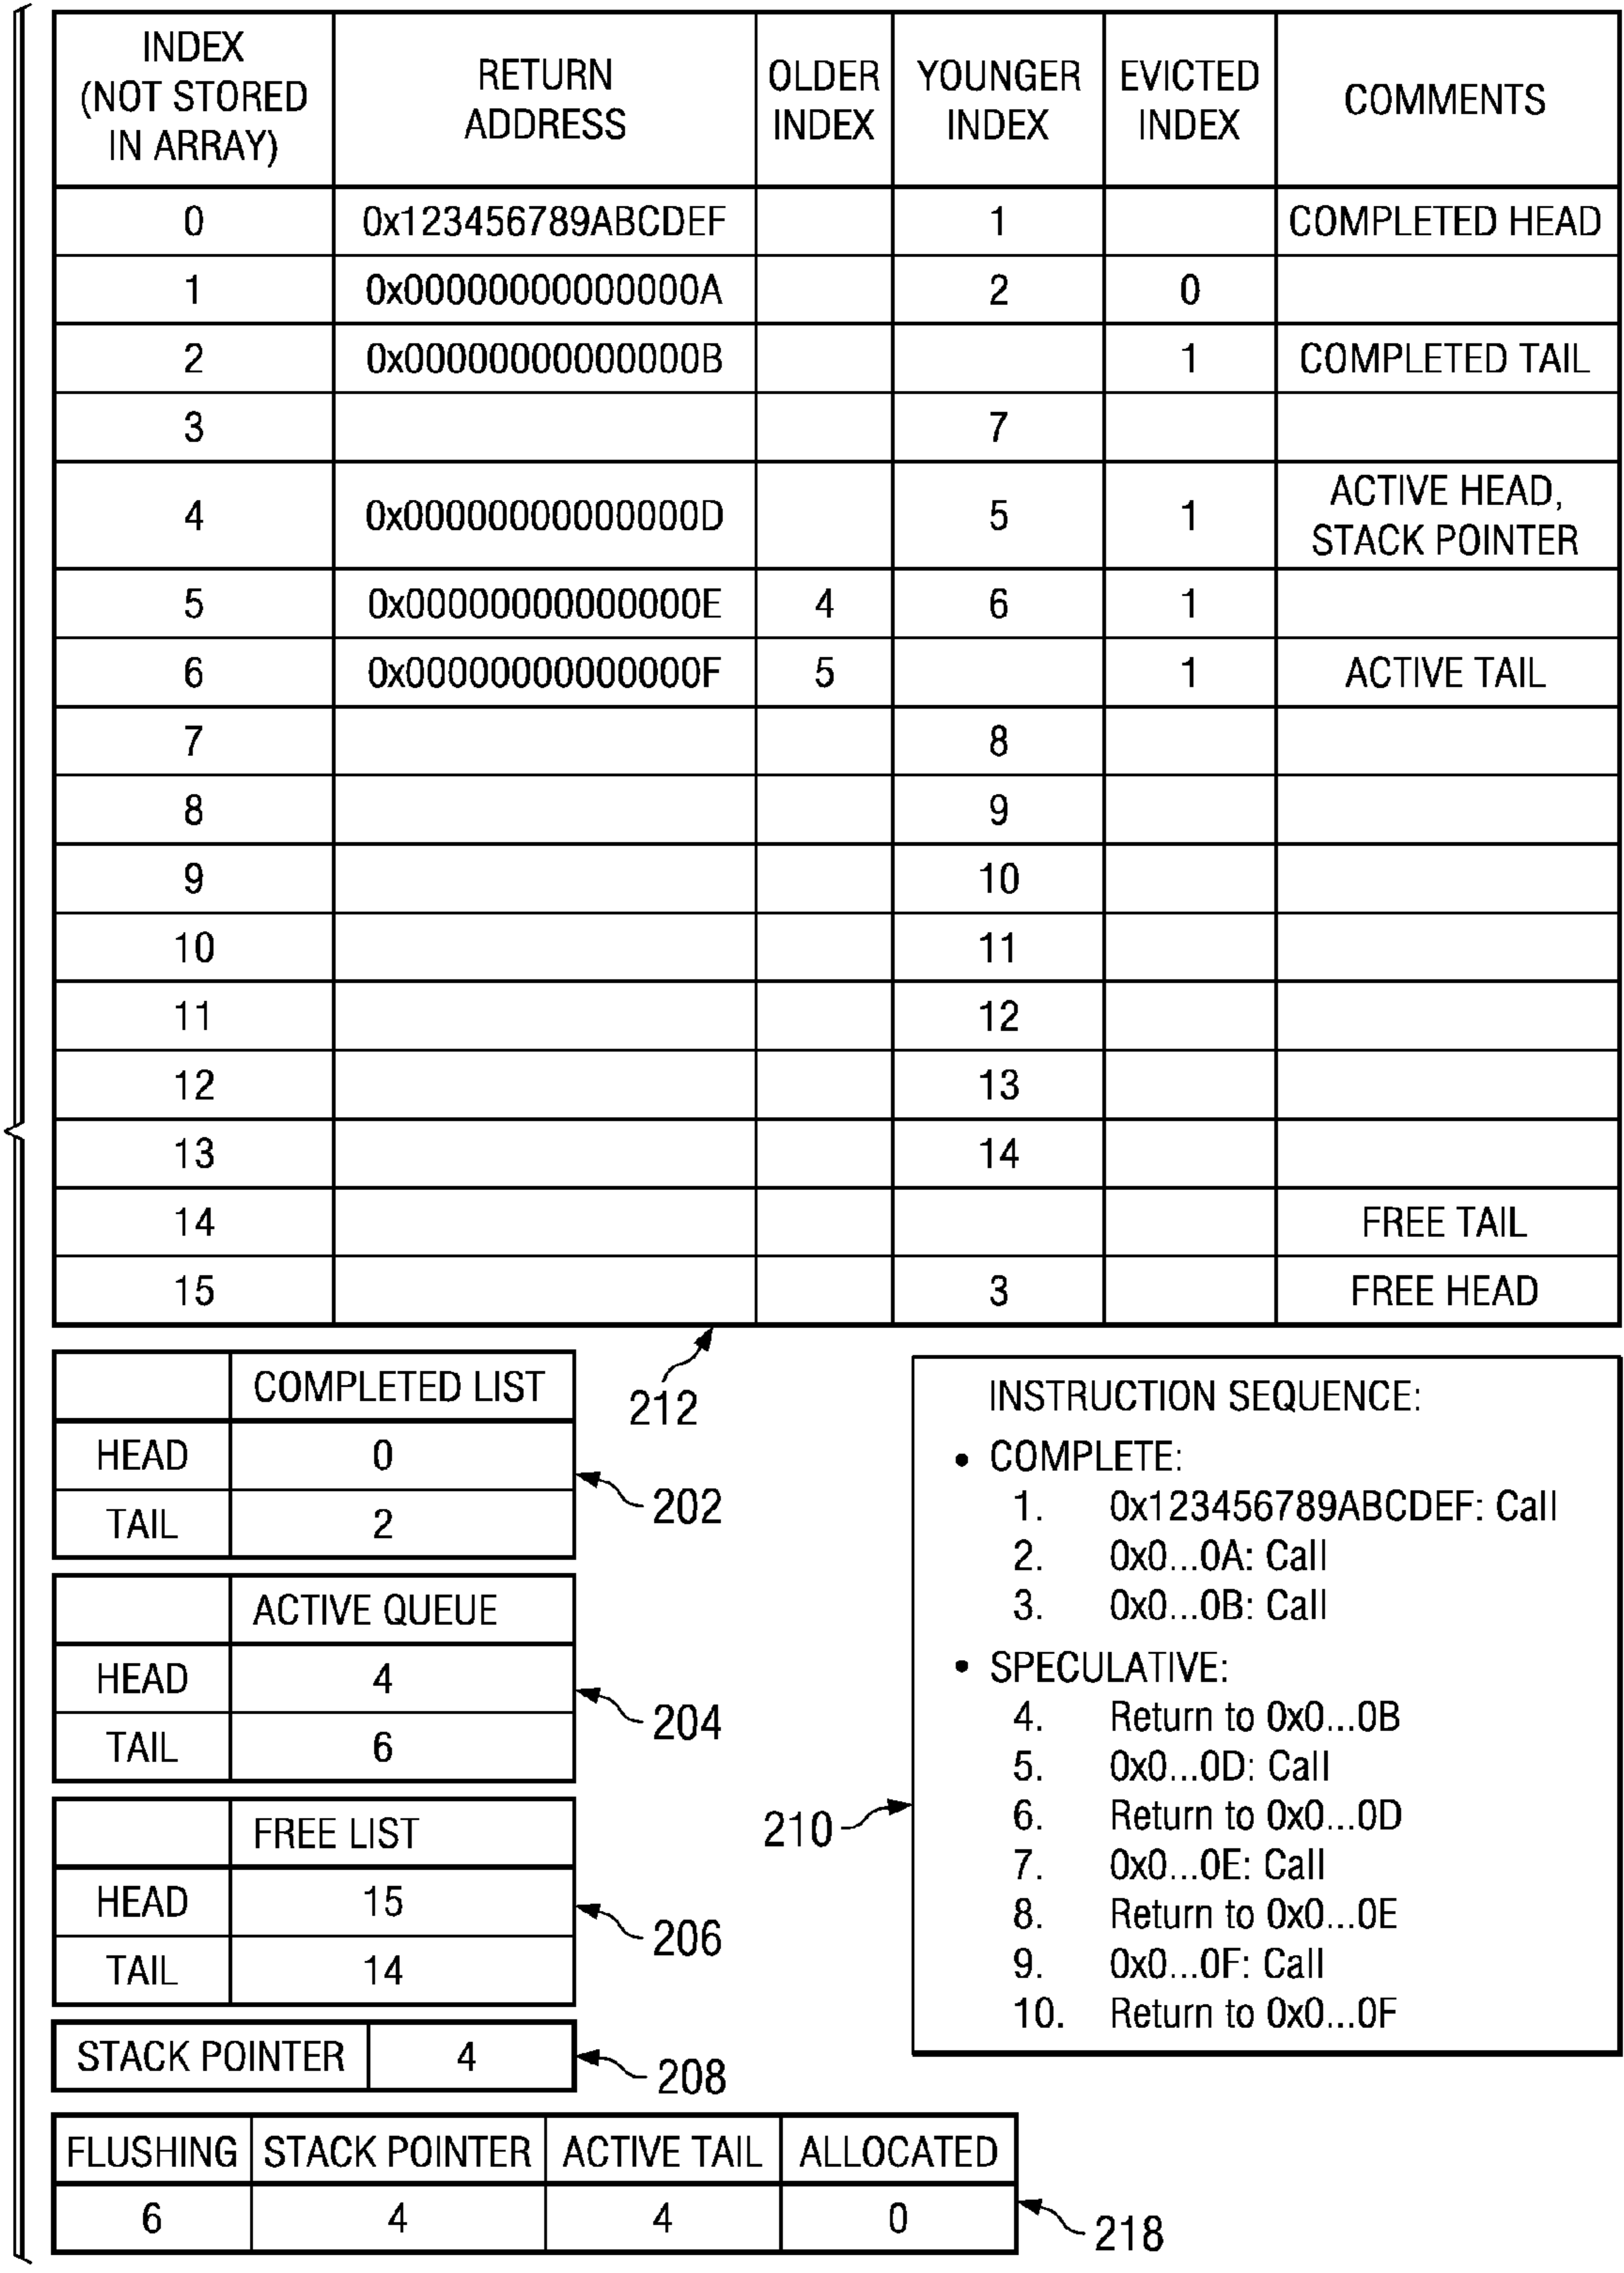 INDEX (NOT STORED IN ARRAY) RETURN ADDRESS OLDER INDEX YOUNGER INDEX EVICTED INDEX COMMENTS
0 0x123456789ABCDEF 1 COMPLETED HEAD
1 0x00000000000000A 2 0
2 0x00000000000000B 1 COMPLETED TAIL
3 7
4 0x00000000000000D 5 1 ACTIVE HEAD, STACK POINTER
5 0x00000000000000E 4 6 1
6 0x00000000000000F 5 1 ACTIVE TAIL
7 8
8 9
9 10
10 11
11 12
12 13
13 14
14 FREE TAIL
15 3 FREE HEAD
212
COMPLETED LIST
HEAD 0
TAIL 2
202
ACTIVE QUEUE
HEAD 4
TAIL 6
204
FREE LIST
HEAD 15
TAIL 14
206
STACK POINTER 4
208
INSTRUCTION SEQUENCE:
• COMPLETE:
1. 0x123456789ABCDEF: Call
2. 0x0...0A: Call
3. 0x0...0B: Call
• SPECULATIVE:
4. Return to 0x0...0B
5. 0x0...0D: Call
6. Return to 0x0...0D
7. 0x0...0E: Call
8. Return to 0x0...0E
9. 0x0...0F: Call
10. Return to 0x0...0F
210
FLUSHING STACK POINTER ACTIVE TAIL ALLOCATED
6 4 4 0
218